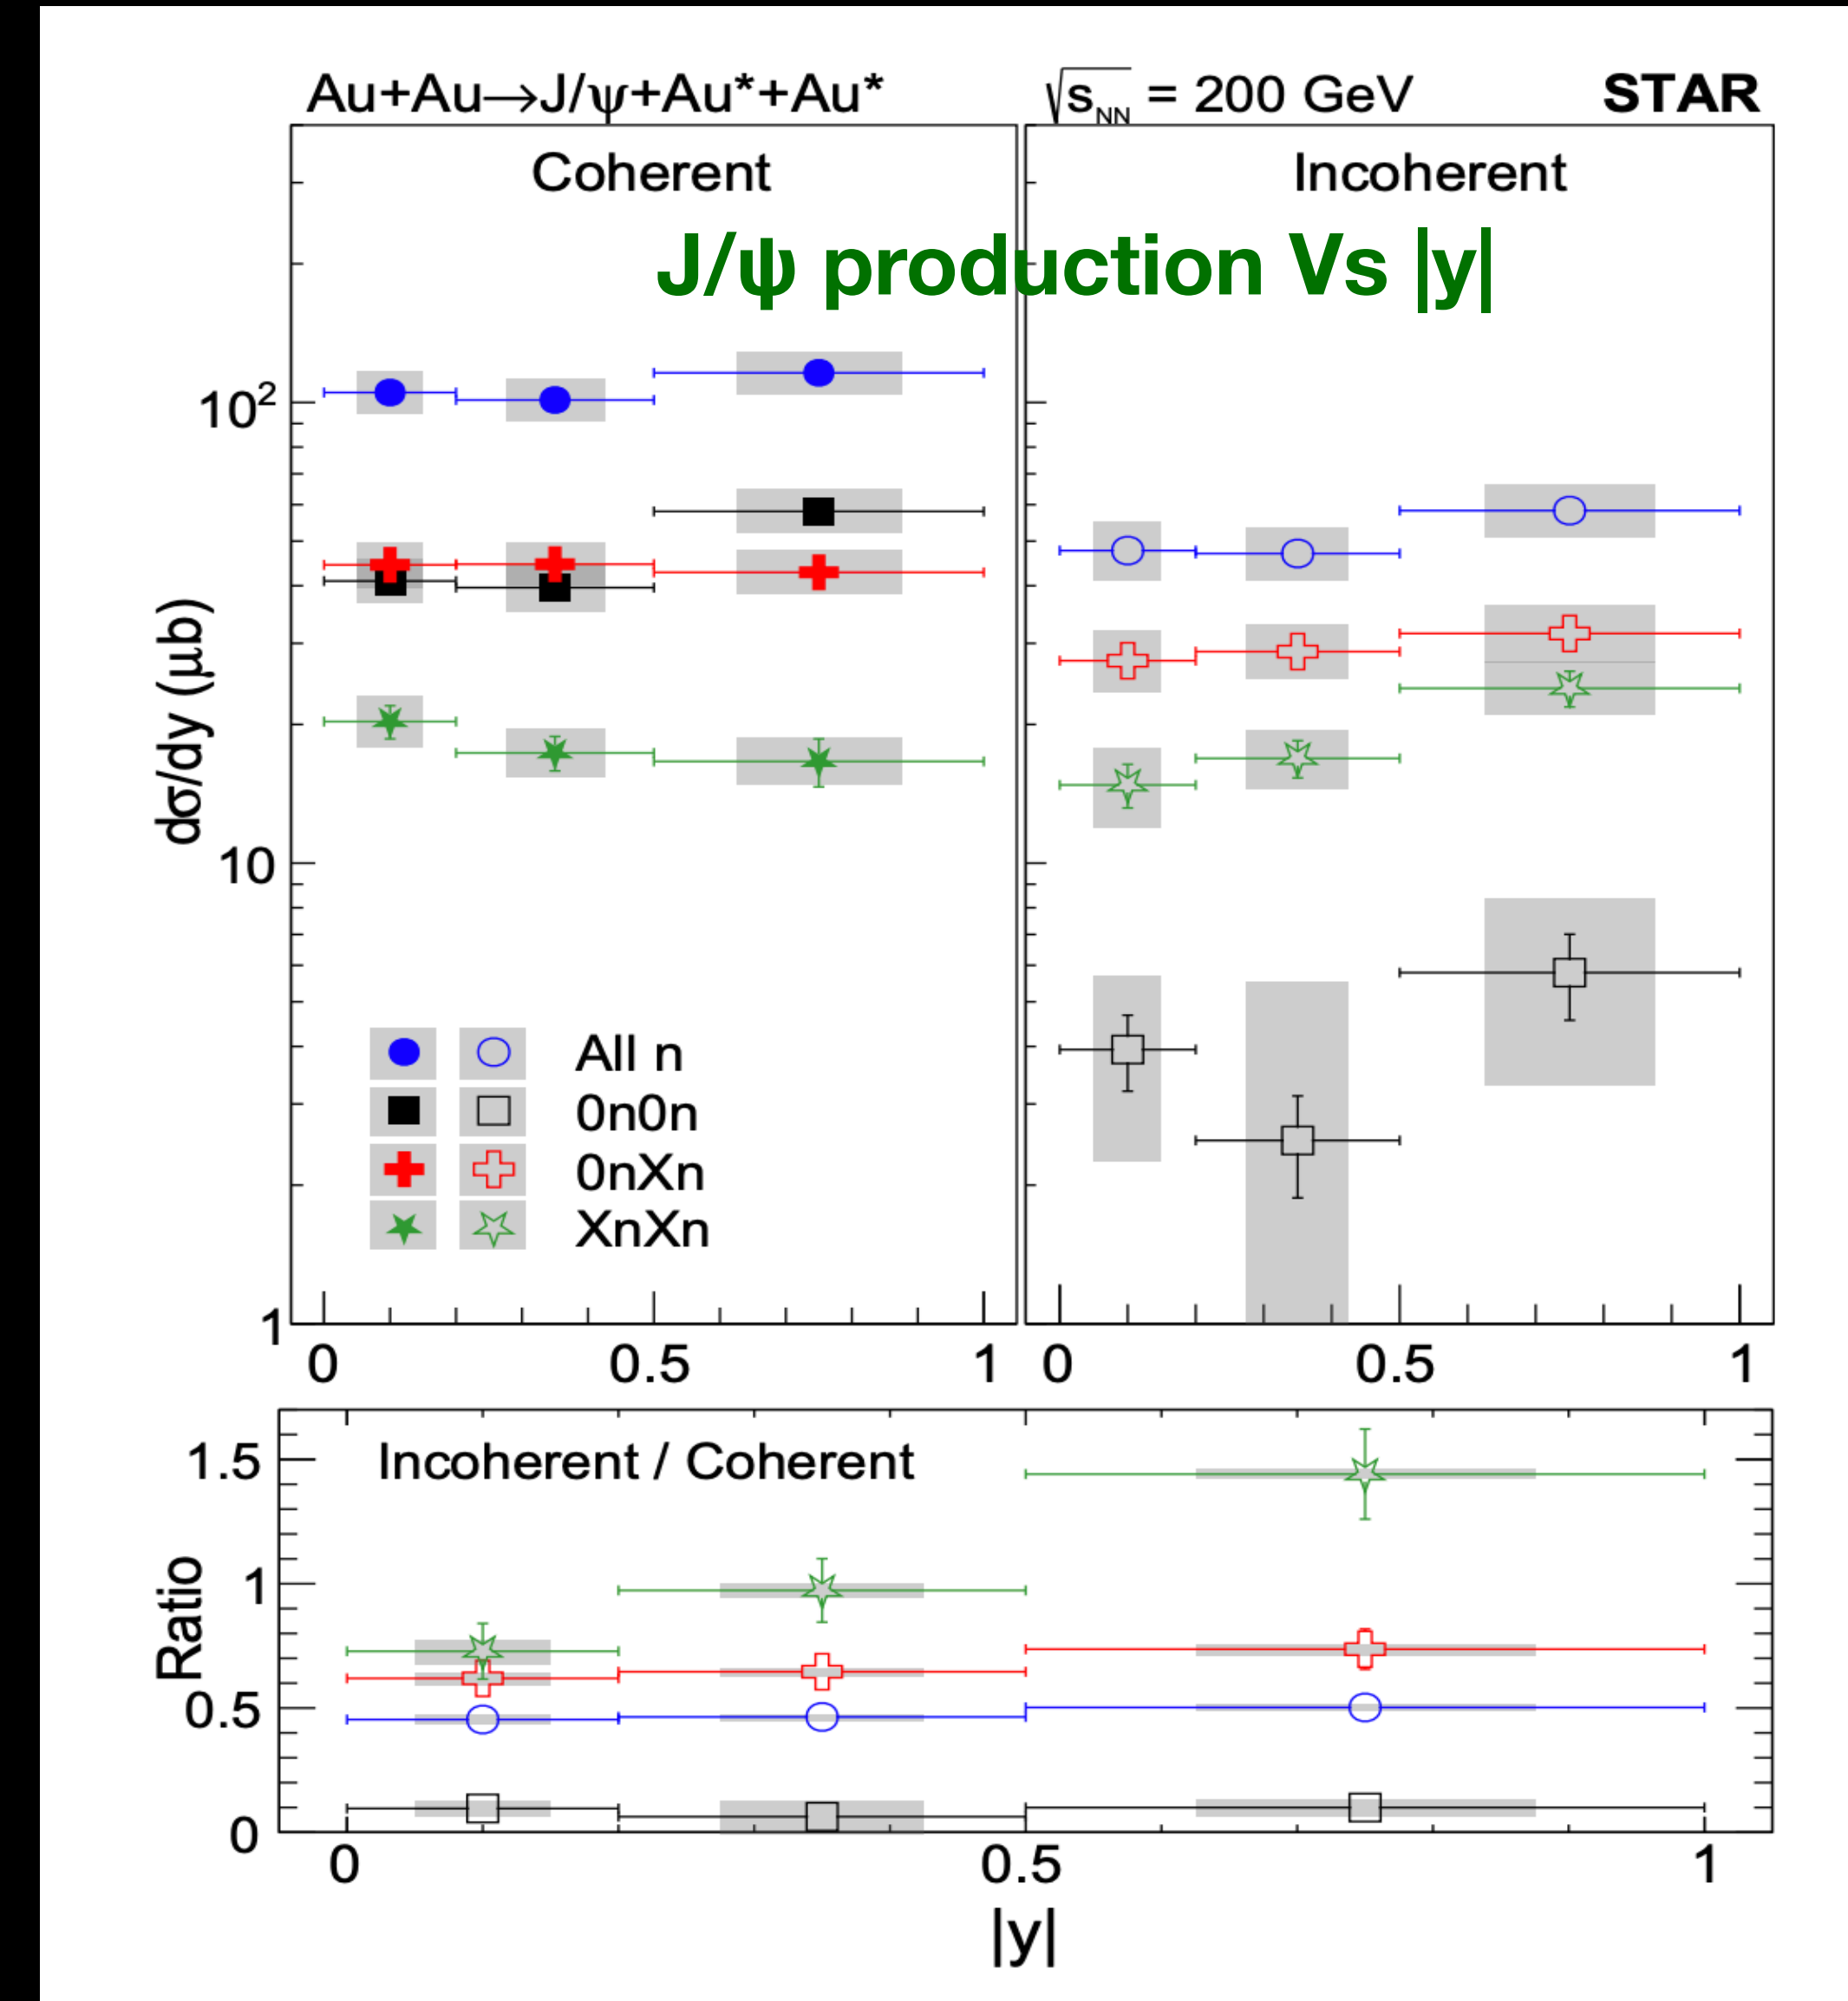 Au+Au→J/ψ+Au*+Au* √sNN = 200 GeV STAR
Coherent Incoherent
J/ψ production Vs |y|
dσ/dy (μb)
10²
10
1
All n
0n0n
0nXn
XnXn
0 0.5 1 0 0.5 1
Incoherent / Coherent
Ratio
1.5
1
0.5
0
0 0.5 1
|y|